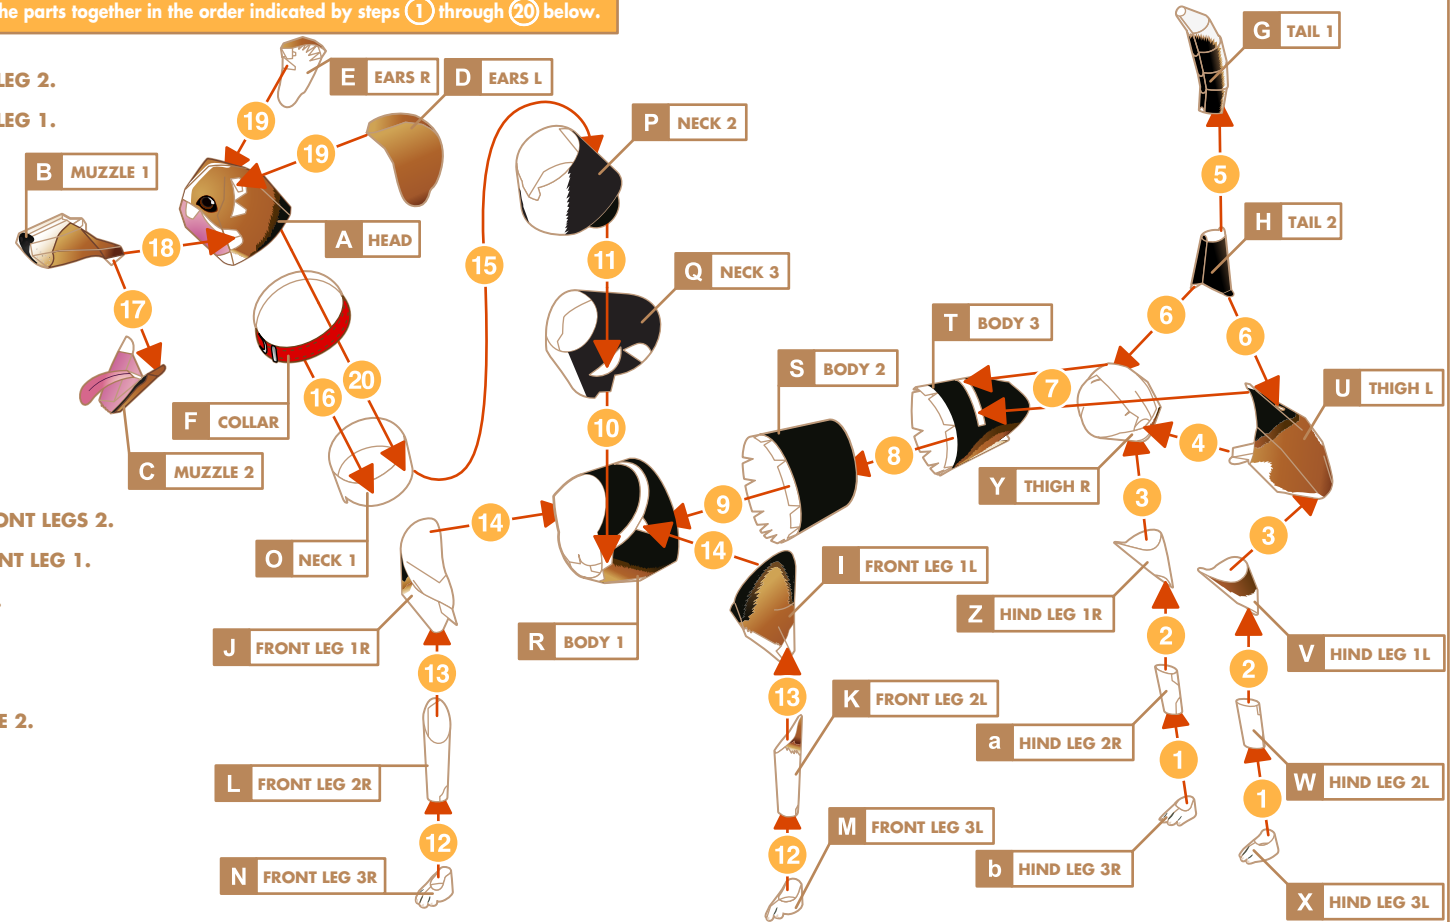 he parts together in the order indicated by steps 1 through 20 below.
LEG 2.
LEG 1.
E EARS R
D EARS L
G TAIL 1
P NECK 2
19
19
B MUZZLE 1
5
A HEAD
H TAIL 2
18
15
11
Q NECK 3
17
T BODY 3
6
6
S BODY 2
7
U THIGH L
20
16
F COLLAR
10
8
4
C MUZZLE 2
Y THIGH R
3
9
ONT LEGS 2.
14
14
3
O NECK 1
NT LEG 1.
I FRONT LEG 1L
.
Z HIND LEG 1R
J FRONT LEG 1R
R BODY 1
2
V HIND LEG 1L
13
13
2
K FRONT LEG 2L
E 2.
a HIND LEG 2R
L FRONT LEG 2R
1
W HIND LEG 2L
1
M FRONT LEG 3L
12
12
N FRONT LEG 3R
b HIND LEG 3R
X HIND LEG 3L